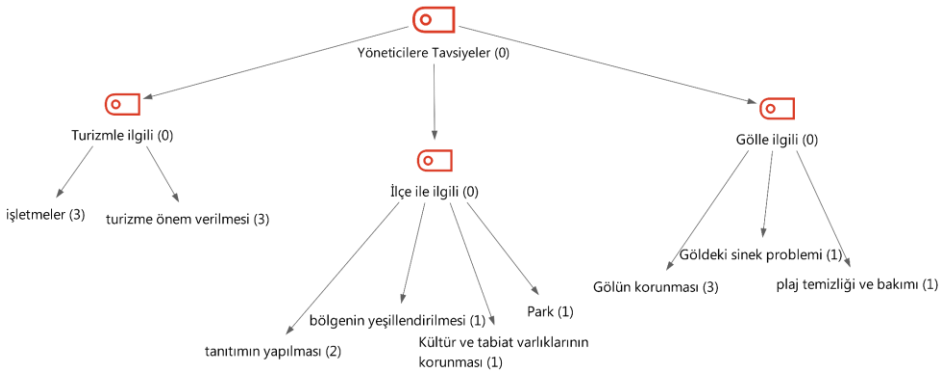 Yöneticilere Tavsiyeler (0)
Turizmle ilgili (0)
Gölle ilgili (0)
İlçe ile ilgili (0)
işletmeler (3)
turizme önem verilmesi (3)
Göldeki sinek problemi (1)
Gölün korunması (3)
plaj temizliği ve bakımı (1)
Park (1)
bölgenin yeşillendirilmesi (1)
tanıtımın yapılması (2)
Kültür ve tabiat varlıklarının
korunması (1)